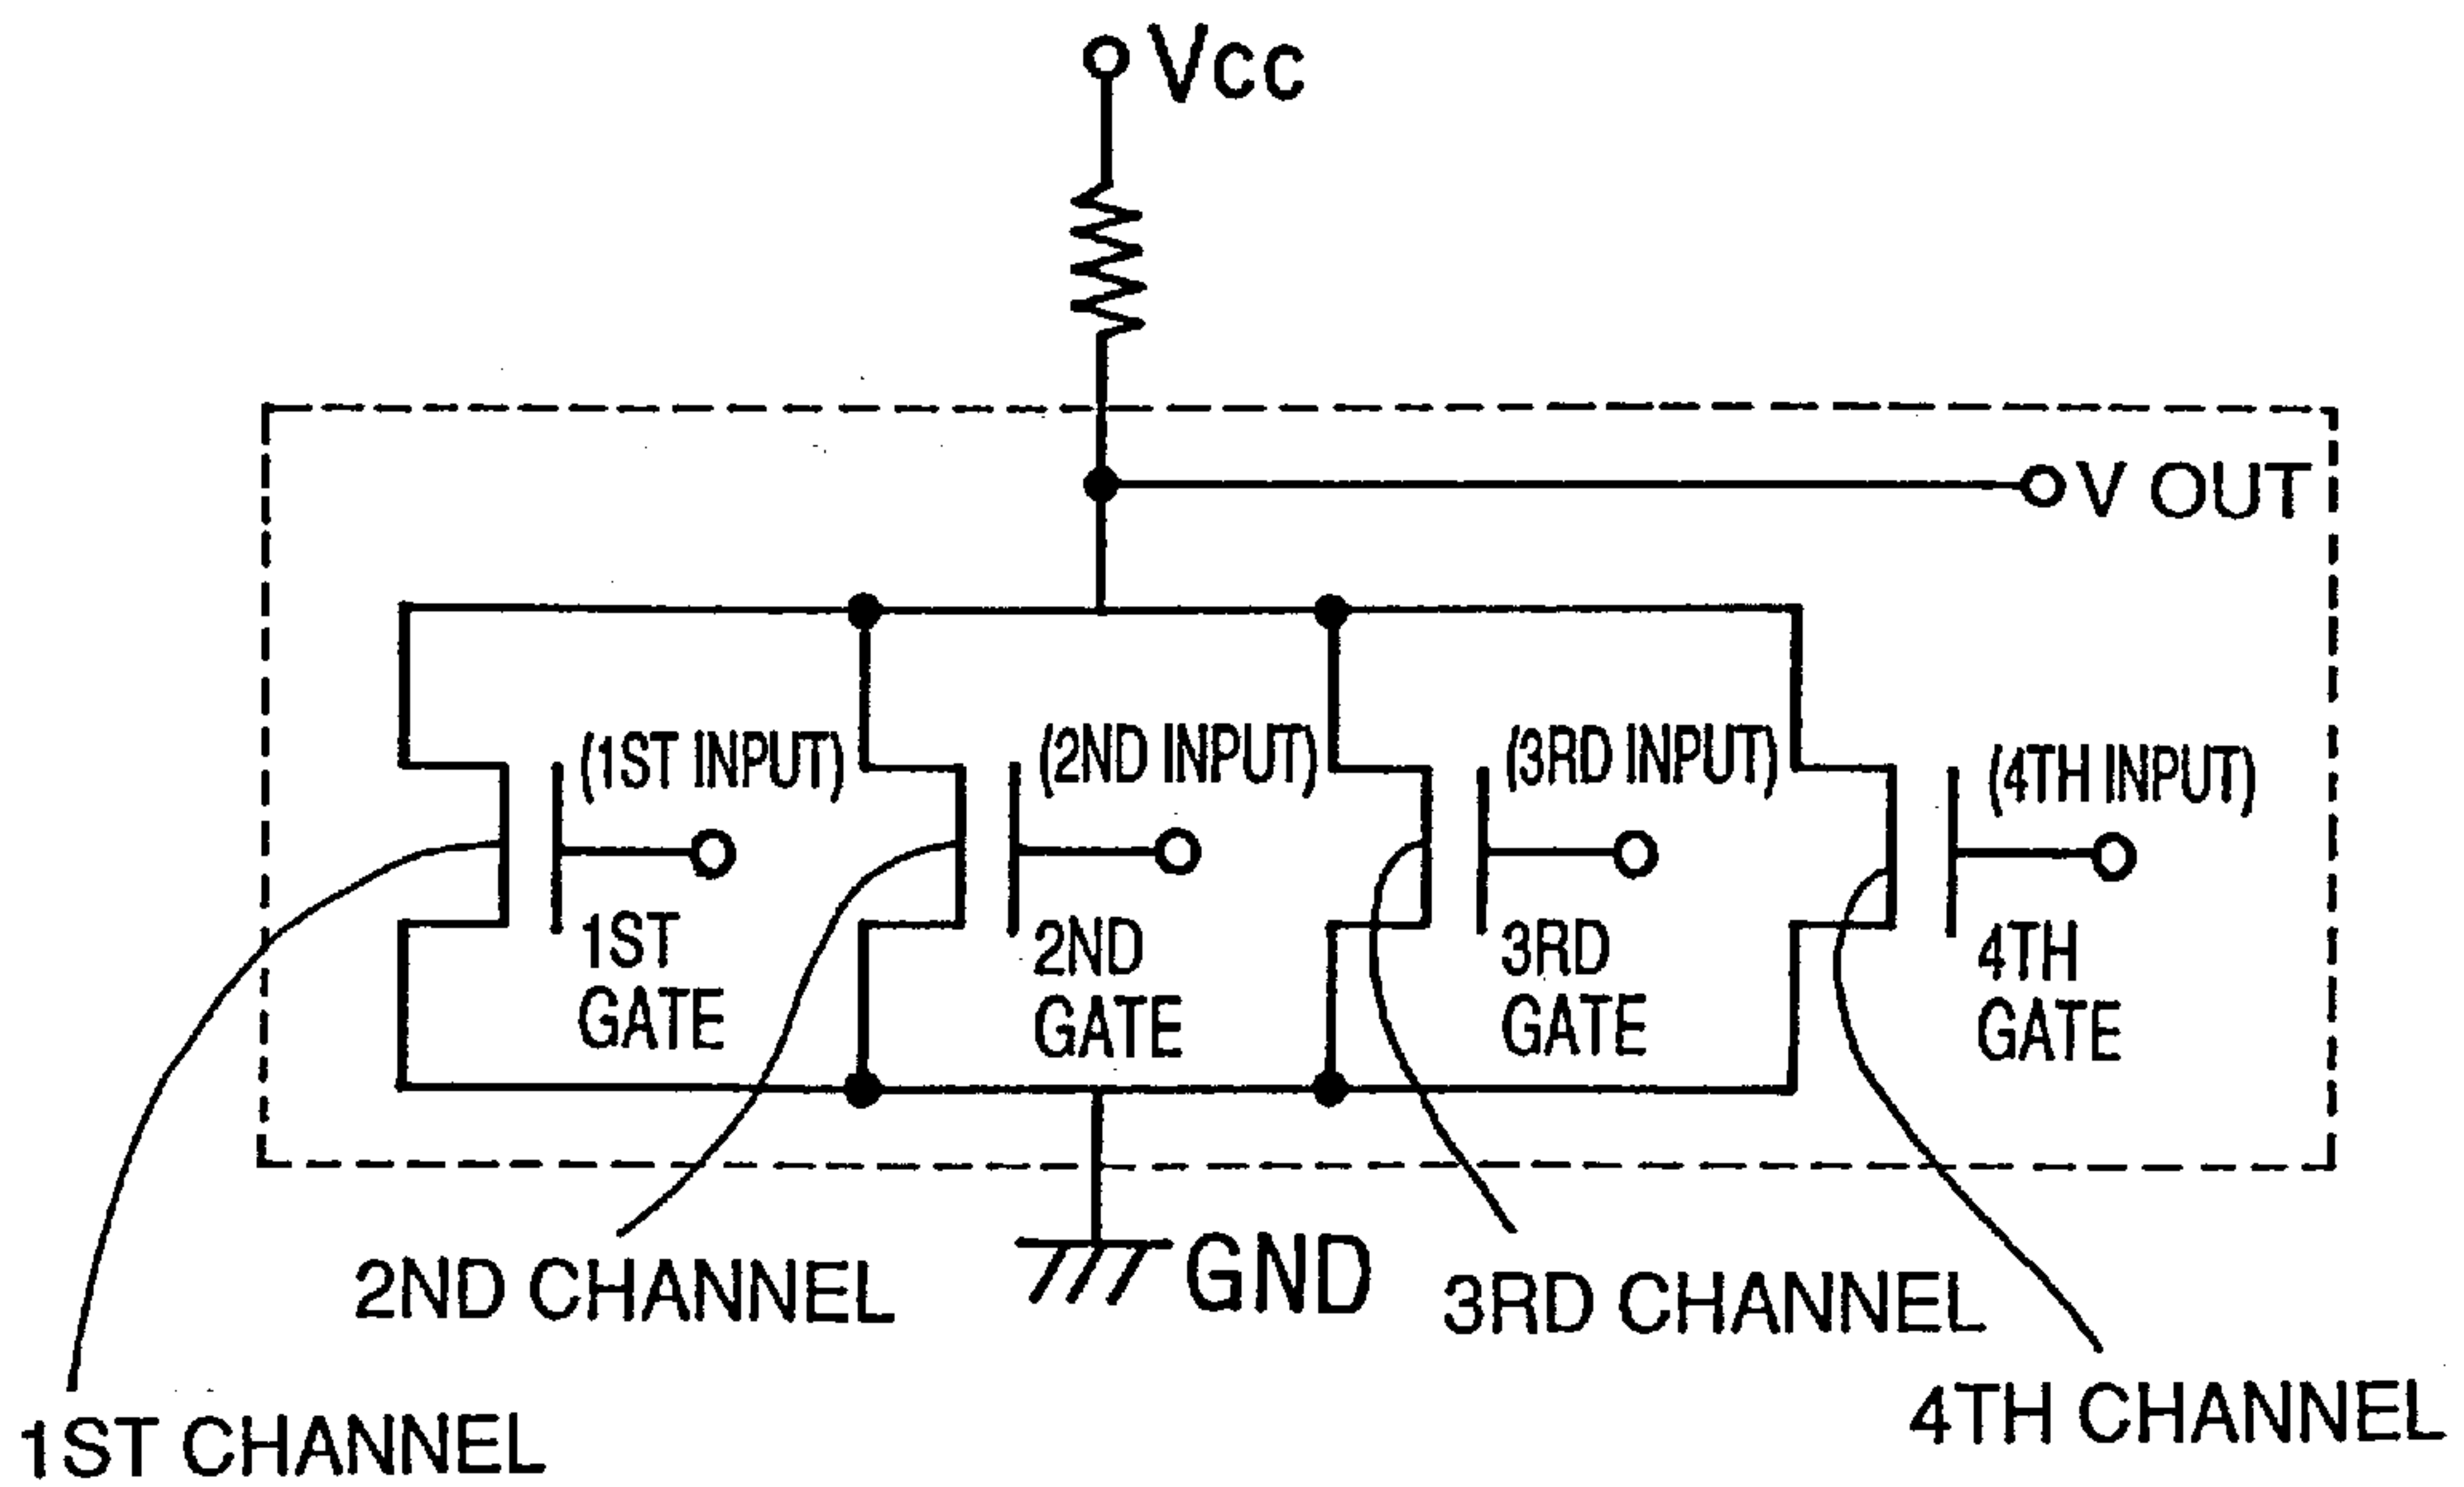 Vcc
V OUT
(1ST INPUT)
(2ND INPUT)
(3RD INPUT)
(4TH INPUT)
1ST
GATE
2ND
GATE
3RD
GATE
4TH
GATE
2ND CHANNEL
GND
3RD CHANNEL
1ST CHANNEL
4TH CHANNEL